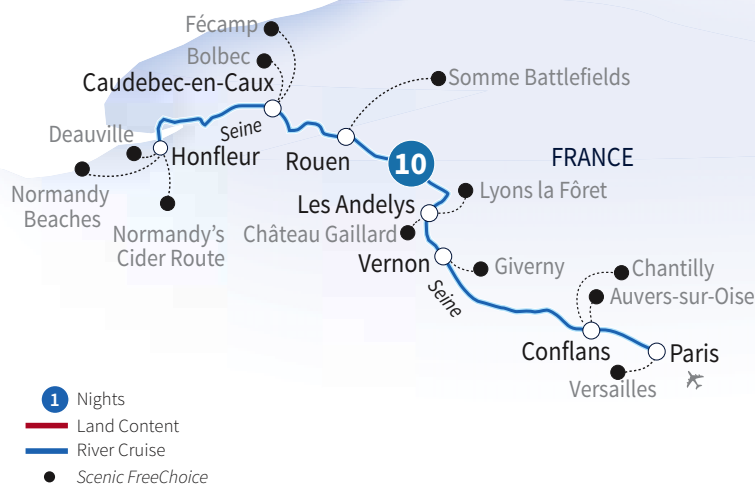 Fécamp
Bolbec
Caudebec-en-Caux
Somme Battlefields
Seine
Deauville
Honfleur
Rouen
10
FRANCE
Normandy
Beaches
Lyons la Fôret
Les Andelys
Normandy's
Cider Route
Château Gaillard
Vernon
Giverny
Chantilly
Seine
Auvers-sur-Oise
Conflans
Paris
Versailles
1 Nights
Land Content
River Cruise
Scenic FreeChoice